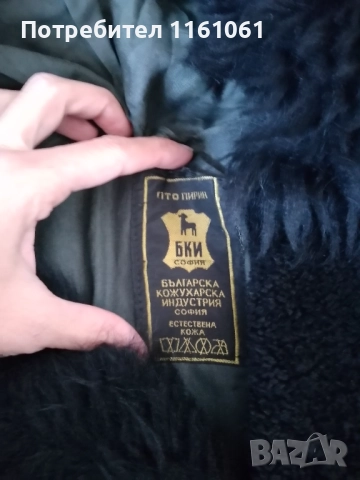 Потребител 1161061
ПТО ПИРИН
БКИ
СОФИЯ
БЪЛГАРСКА
КОЖУХАРСКА
ИНДУСТРИЯ
СОФИЯ
ЕСТЕСТВЕНА
КОЖА
BAZAR